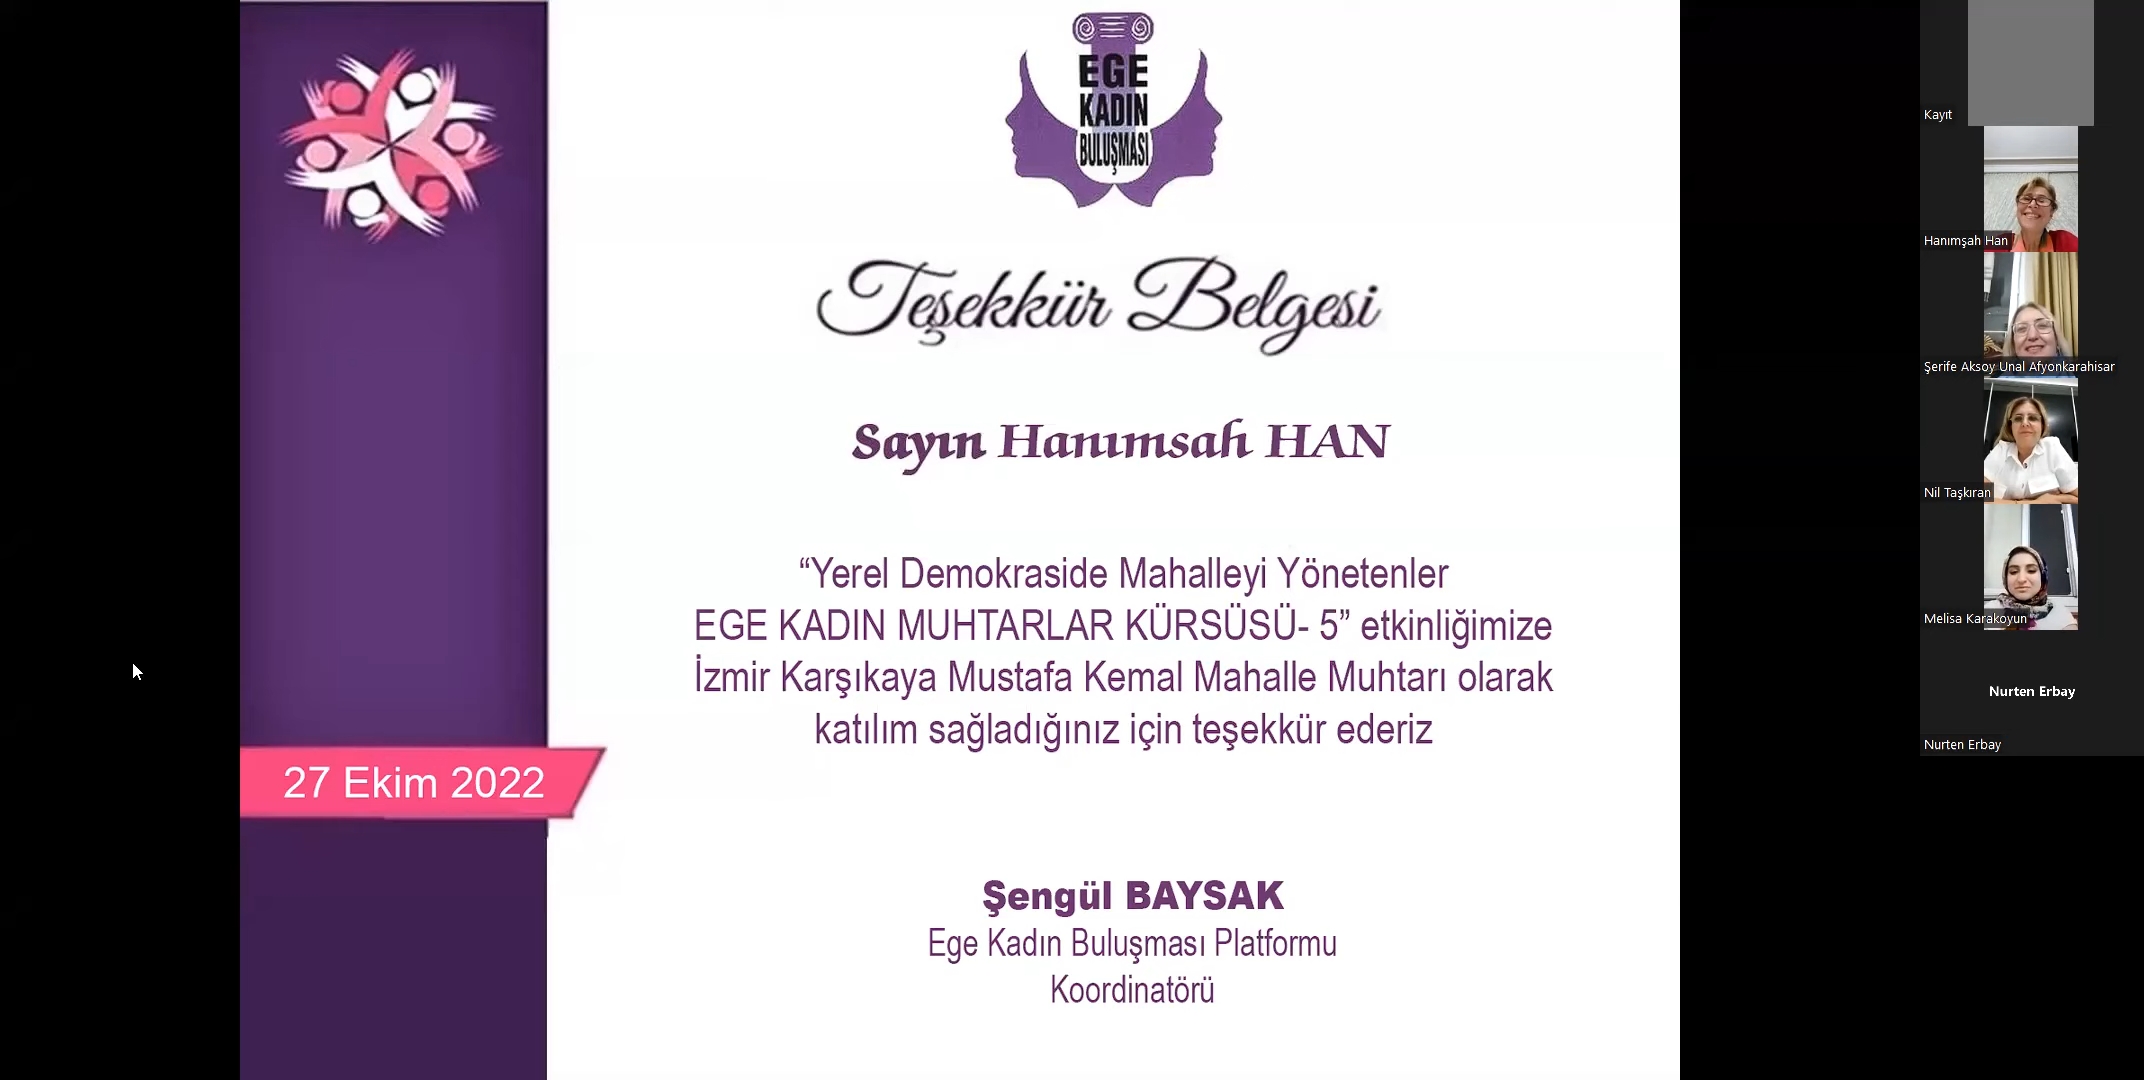 EGE
KADIN
BULUŞMASI
Teşekkür Belgesi
Sayın Hanımsah HAN
“Yerel Demokraside Mahalleyi Yönetenler
EGE KADIN MUHTARLAR KÜRSÜSÜ- 5” etkinliğimize
İzmir Karşıkaya Mustafa Kemal Mahalle Muhtarı olarak
katılım sağladığınız için teşekkür ederiz
27 Ekim 2022
Şengül BAYSAK
Ege Kadın Buluşması Platformu
Koordinatörü
Kayıt
Hanımşah Han
Şerife Aksoy Unal Afyonkarahisar
Nil Taşkıran
Melisa Karakoyun
Nurten Erbay
Nurten Erbay